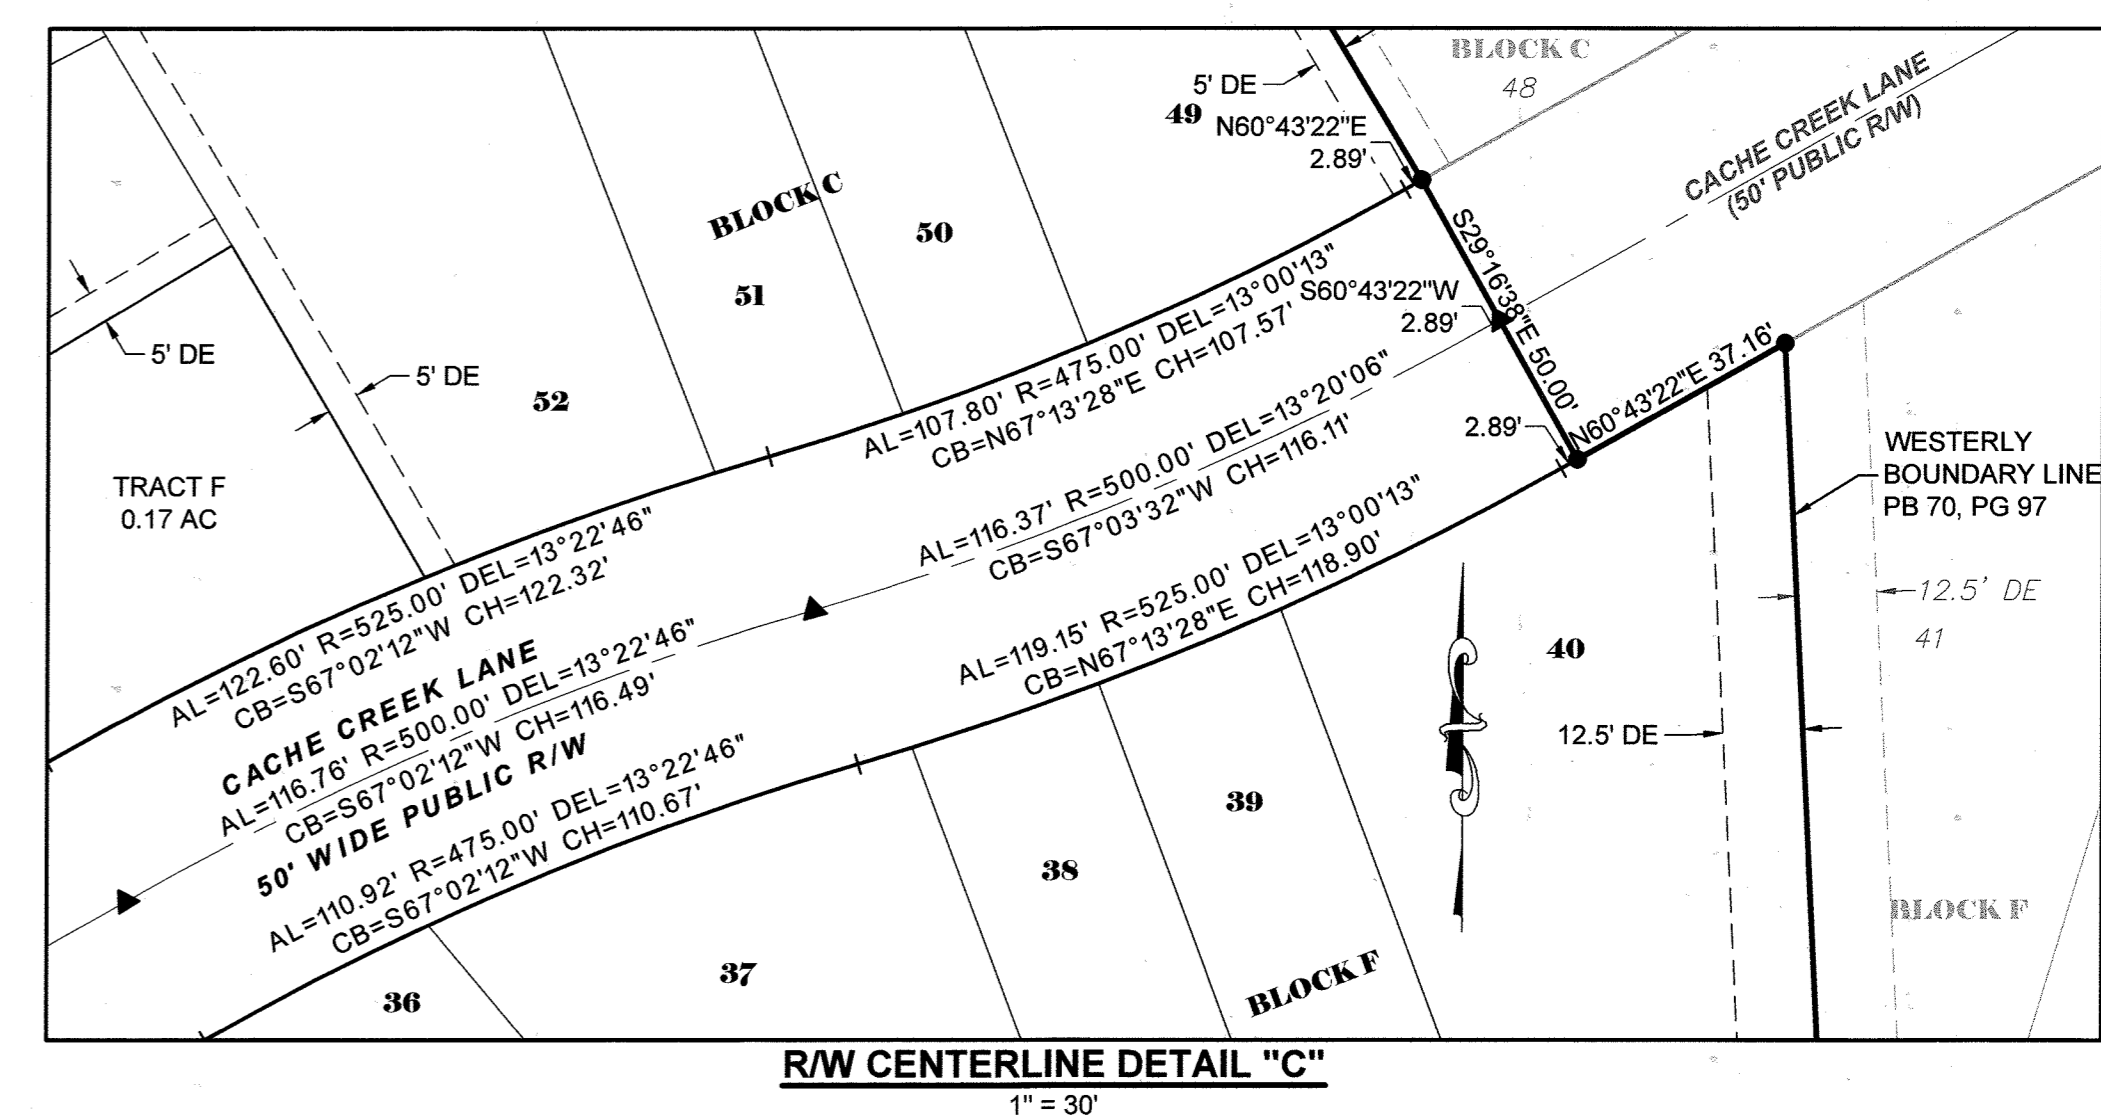 BLOCK C
48
5' DE
49
N60°43'22"E
2.89'
CACHE CREEK LANE
(50' PUBLIC R/W)
BLOCK C
50
51
52
5' DE
5' DE
TRACT F
0.17 AC
S29°16'38"E 50.00'
S60°43'22"W
2.89'
AL=107.80' R=475.00' DEL=13°00'13"
CB=N67°13'28"E CH=107.57'
AL=116.37' R=500.00' DEL=13°20'06"
CB=S67°03'32"W CH=116.11'
2.89'
N60°43'22"E 37.16'
WESTERLY
BOUNDARY LINE
PB 70, PG 97
AL=119.15' R=525.00' DEL=13°00'13"
CB=N67°13'28"E CH=118.90'
AL=122.60' R=525.00' DEL=13°22'46"
CB=S67°02'12"W CH=122.32'
CACHE CREEK LANE
AL=116.76' R=500.00' DEL=13°22'46"
CB=S67°02'12"W CH=116.49'
50' WIDE PUBLIC R/W
AL=110.92' R=475.00' DEL=13°22'46"
CB=S67°02'12"W CH=110.67'
12.5' DE
41
40
12.5' DE
39
38
37
36
BLOCK F
BLOCK F
R/W CENTERLINE DETAIL "C"
1" = 30'